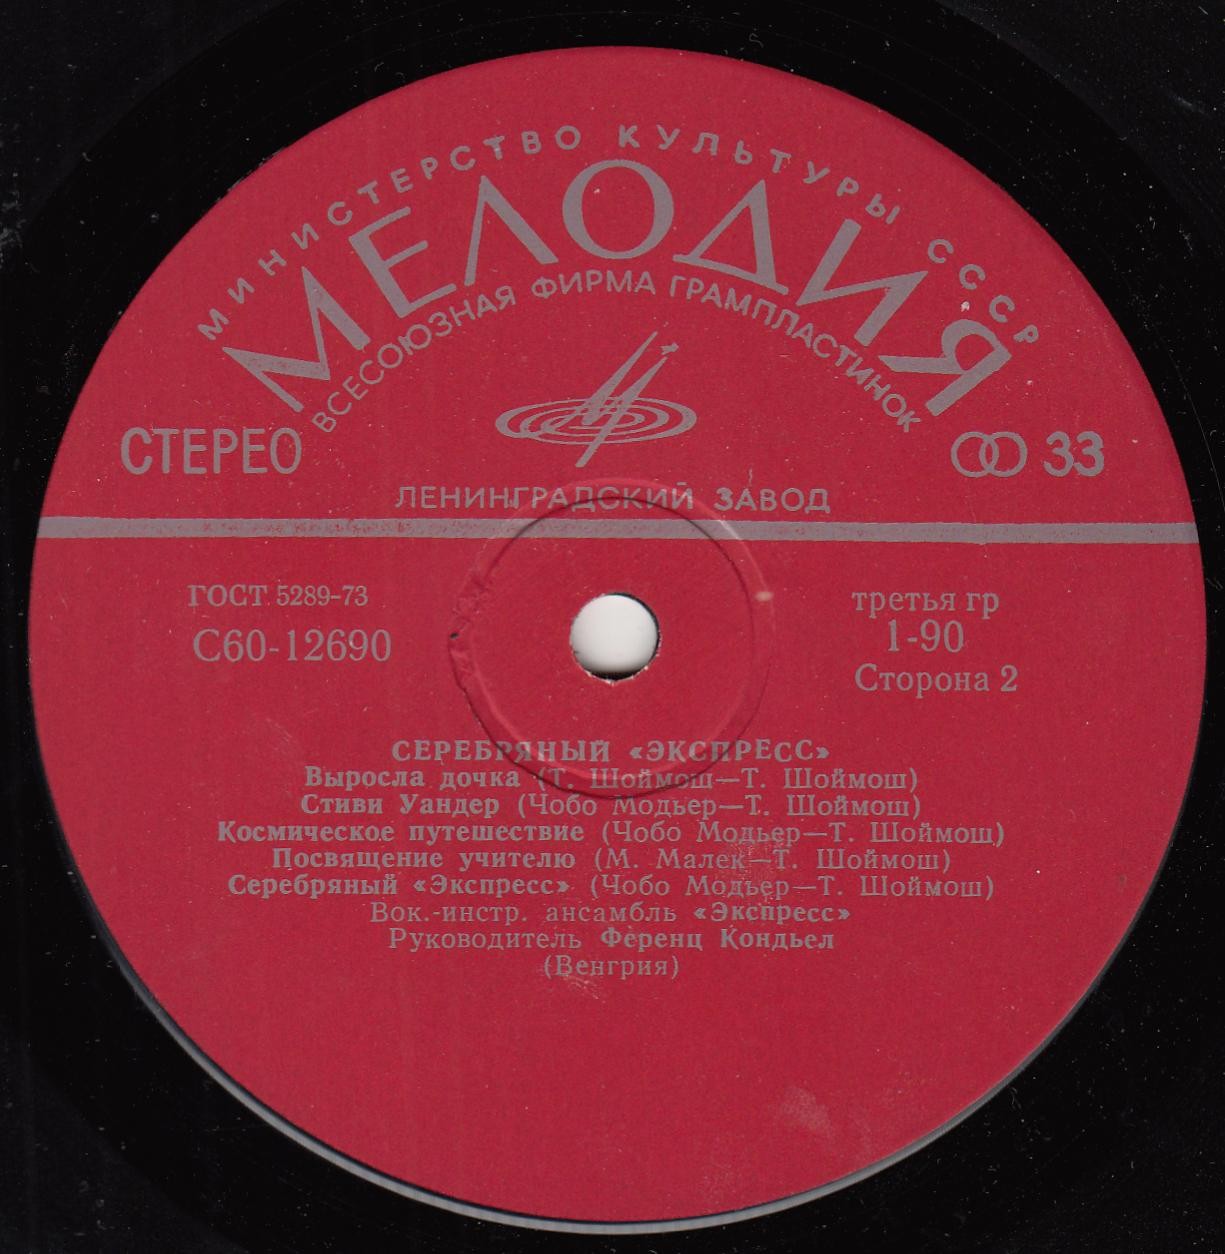 МИНИСТЕРСТВО КУЛЬТУРЫ СССР
МЕЛОДИЯ
ВСЕСОЮЗНАЯ ФИРМА ГРАМПЛАСТИНОК
СТЕРЕО
33
ЛЕНИНГРАДСКИЙ ЗАВОД
ГОСТ 5289-73
С60-12690
третья гр
1-90
Сторона 2
СЕРЕБРЯНЫЙ «ЭКСПРЕСС»
Выросла дочка (Т. Шоймош—Т. Шоймош)
Стиви Уандер (Чобо Модьер—Т. Шоймош)
Космическое путешествие (Чобо Модьер—Т. Шоймош)
Посвящение учителю (М. Малек—Т. Шоймош)
Серебряный «Экспресс» (Чобо Модьер—Т. Шоймош)
Вок.-инстр. ансамбль «Экспресс»
Руководитель Ференц Кондьел
(Венгрия)